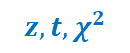 z, t, χ²